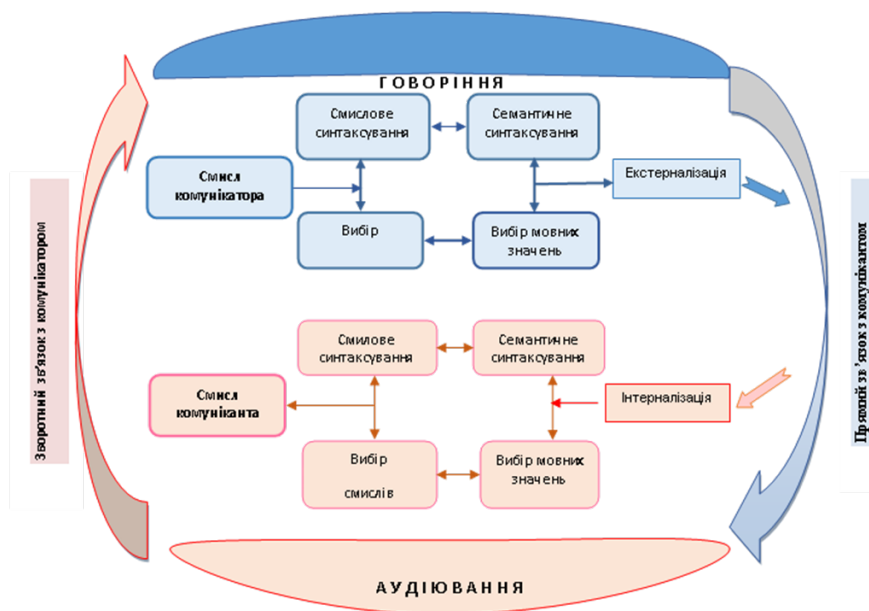 ГОВОРІННЯ
Смислове
синтаксування
Семантичне
синтаксування
Смисл
комунікатора
Екстерналізація
Вибір
Вибір мовних
значень
Зворотний зв'язок з комунікатором
Прямий зв'язок з комунікантом
Смилове
синтаксування
Семантичне
синтаксування
Смисл
комуніканта
Інтерналізація
Вибір
смислів
Вибір мовних
значень
АУДІЮВАННЯ